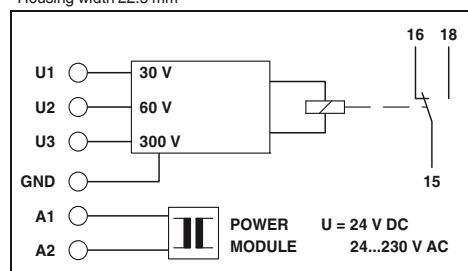 Housing width 22.5 mm
16 18
U1 30 V
U2 60 V
U3 300 V
GND
15
A1
POWER U = 24 V DC
A2 MODULE 24...230 V AC